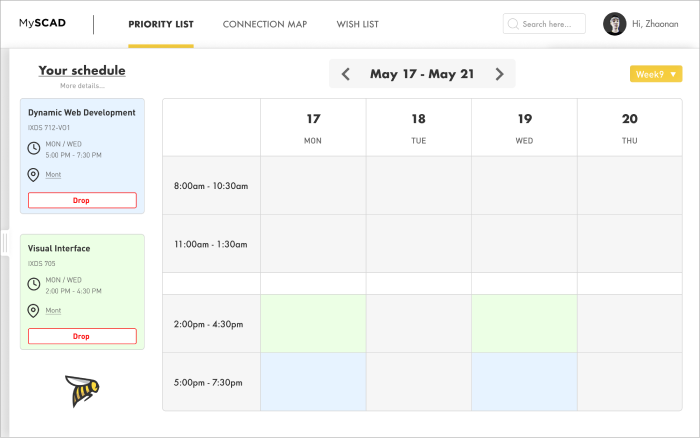 MySCAD
PRIORITY LIST
CONNECTION MAP
WISH LIST
Search here...
Hi, Zhaonan
Your schedule
More details...
May 17 - May 21
Week9
Dynamic Web Development
IXDS 712-VO1
MON / WED
5:00 PM - 7:30 PM
Mont
Drop
Visual Interface
IXDS 705
MON / WED
2:00 PM - 4:30 PM
Mont
Drop
17
MON
18
TUE
19
WED
20
THU
8:00am - 10:30am
11:00am - 1:30am
2:00pm - 4:30pm
5:00pm - 7:30pm